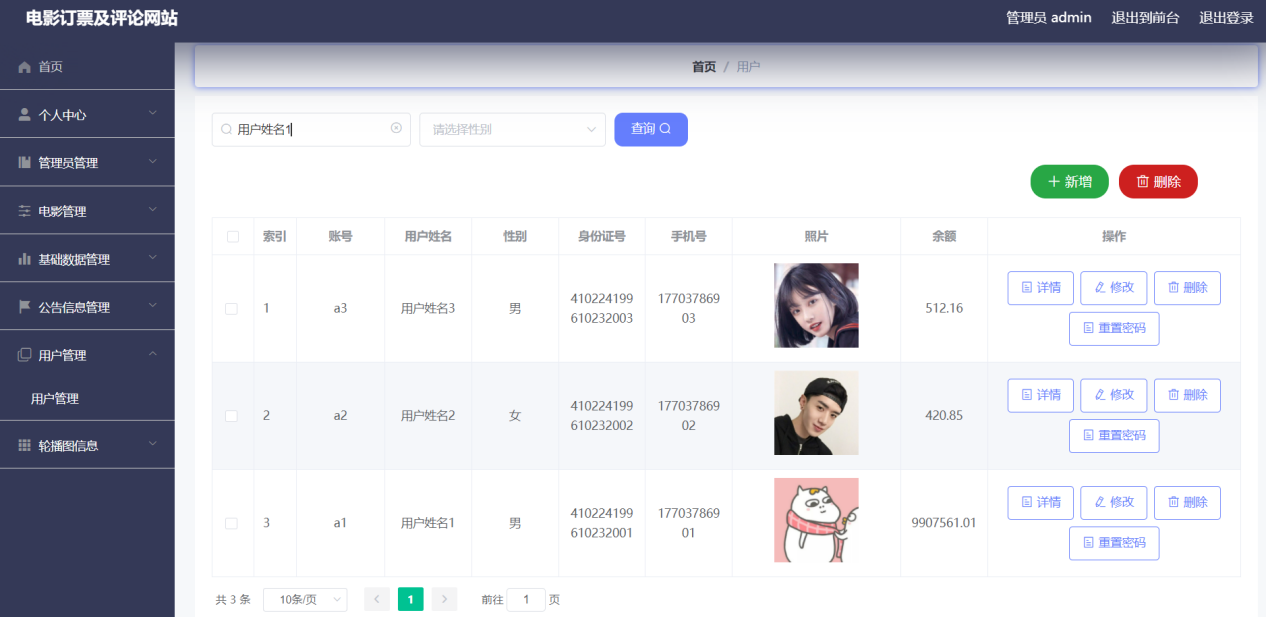 电影订票及评论网站
管理员 admin 退出到前台 退出登录
首页
个人中心
管理员管理
电影管理
基础数据管理
公告信息管理
用户管理
用户管理
轮播图信息
首页 / 用户
用户姓名1 请选择性别 查询
新增 删除
索引 账号 用户姓名 性别 身份证号 手机号 照片 余额 操作
1 a3 用户姓名3 男 410224199 177037869 512.16 详情 修改 删除
610232003 03 重置密码
2 a2 用户姓名2 女 410224199 177037869 420.85 详情 修改 删除
610232002 02 重置密码
3 a1 用户姓名1 男 410224199 177037869 9907561.01 详情 修改 删除
610232001 01 重置密码
共 3 条 10条/页 1 前往 1 页